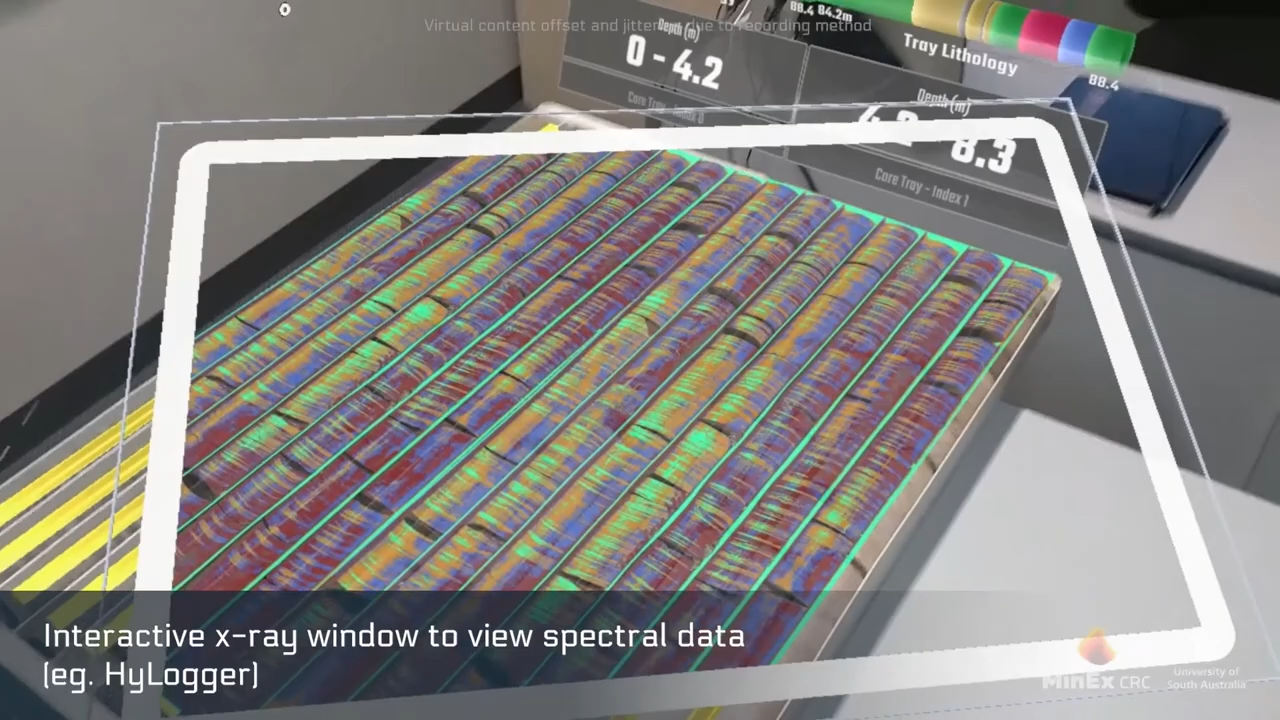 Virtual content offset and jitter due to recording method
88.4 84.2m
Depth (m)
0 - 4.2
Core Tray - Index 0
Tray Lithology
88.4
Depth (m)
4.2 - 8.3
Core Tray - Index 1
Interactive x-ray window to view spectral data
(eg. HyLogger)
MinEx CRC
University of
South Australia